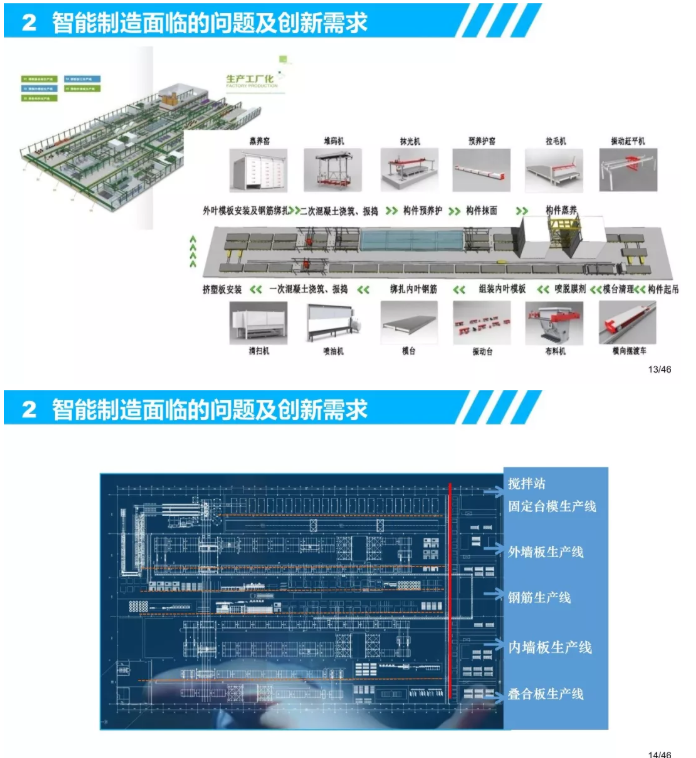 2 智能制造面临的问题及创新需求
生产工厂化
FACTORY PRODUCTION
蒸养窑 堆码机 抹光机 预养护窑 拉毛机 振动赶平机
外叶模板安装及钢筋绑扎 二次混凝土浇筑、振捣 构件预养护 构件抹面 构件蒸养
挤塑板安装 一次混凝土浇筑、振捣 绑扎内叶钢筋 组装内叶模板 喷脱膜剂 模台清理 构件起吊
清扫机 喷油机 模台 振动台 布料机 横向摆渡车
13/46
2 智能制造面临的问题及创新需求
搅拌站
固定台模生产线
外墙板生产线
钢筋生产线
内墙板生产线
叠合板生产线
14/46